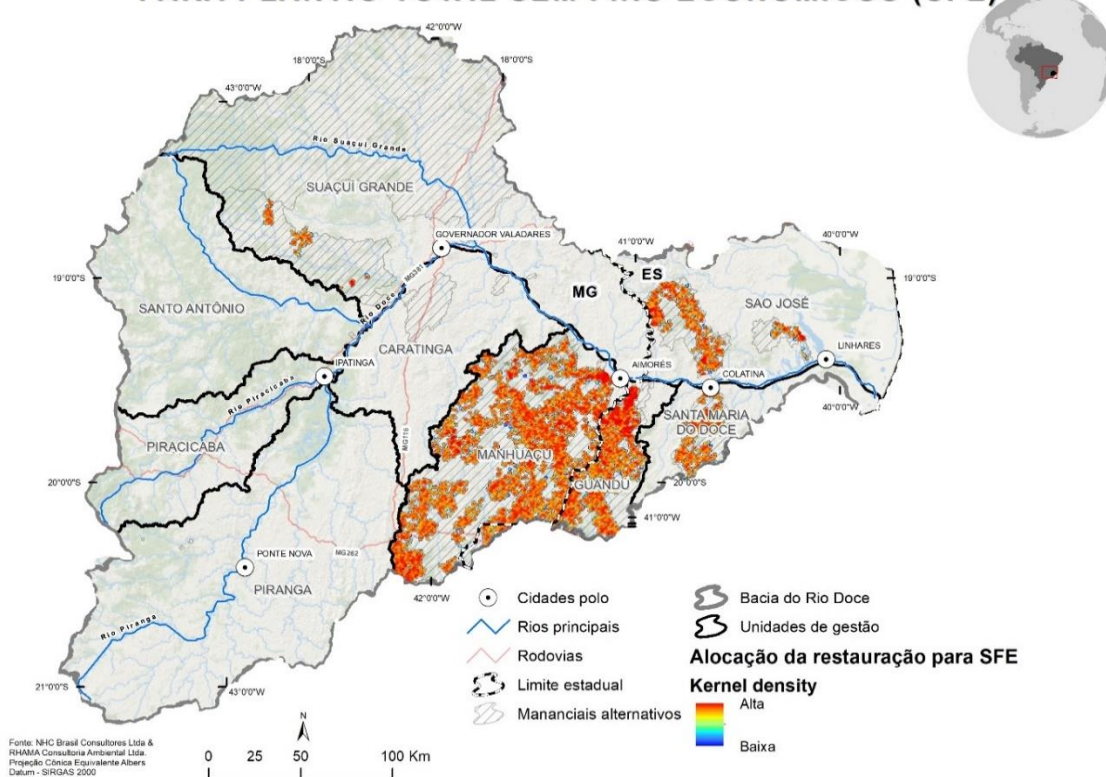 42°0'0"W
18°0'0"S
18°0'0"S
43°0'0"W
Rio Suaçuí Grande
42°0'0"W
SUAÇUÍ GRANDE
GOVERNADOR VALADARES
41°0'0"W
40°0'0"W
19°0'0"S
ES
19°0'0"S
MG
SANTO ANTÔNIO
SAO JOSÉ
MG381
Rio Doce
CARATINGA
LINHARES
IPATINGA
AIMORÉS
COLATINA
Rio Piracicaba
40°0'0"W
SANTA MARIA
DO DOCE
PIRACICABA
MG116
MANHUAÇU
GUANDU
20°0'0"S
20°0'0"S
41°0'0"W
MG262
PONTE NOVA
PIRANGA
42°0'0"W
Rio Piranga
21°0'0"S
43°0'0"W
Cidades polo
Rios principais
Rodovias
Limite estadual
Mananciais alternativos
Bacia do Rio Doce
Unidades de gestão
Alocação da restauração para SFE
Kernel density
Alta
Baixa
N
0 25 50 100 Km
Fonte: NHC Brasil Consultores Ltda &
RHAMA Consultoria Ambiental Ltda.
Projeção Cônica Equivalente Albers
Datum - SIRGAS 2000